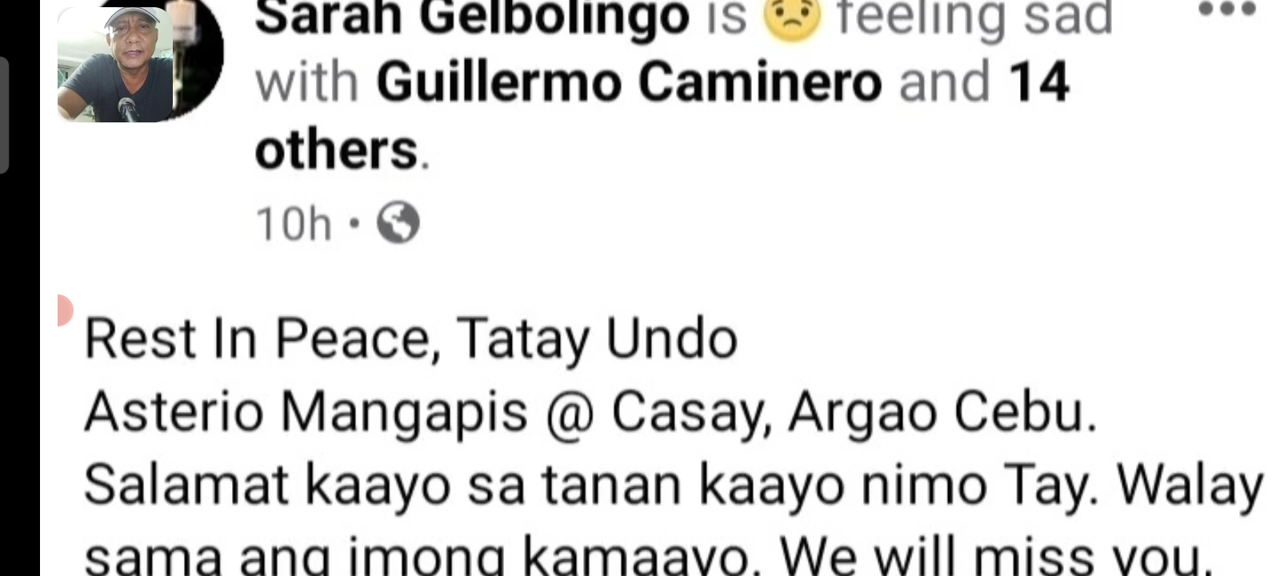 Sarah Gelbolingo is 😟 feeling sad
with Guillermo Caminero and 14
others.
10h •
Rest In Peace, Tatay Undo
Asterio Mangapis @ Casay, Argao Cebu.
Salamat kaayo sa tanan kaayo nimo Tay. Walay
sama ang imong kamaayo. We will miss you.